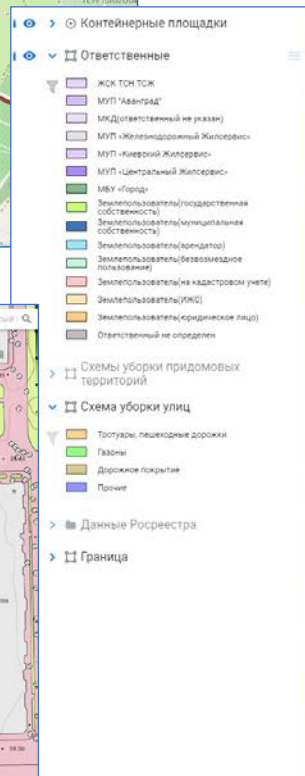 Контейнерные площадки
Ответственные
ЖСК ТСН ТСЖ
МУП "Авангард"
МКД(ответственный не указан)
МУП «Железнодорожный Жилсервис»
МУП «Киевский Жилсервис»
МУП «Центральный Жилсервис»
МБУ «Город»
Землепользователь(государственная
собственность)
Землепользователь(муниципальная
собственность)
Землепользователь(арендатор)
Землепользователь(безвозмездное
пользование)
Землепользователь(на кадастровом учете)
Землепользователь(ИЖС)
Землепользователь(юридическое лицо)
Ответственный не определен
Схемы уборки придомовых
территорий
Схема уборки улиц
Тротуары, пешеходные дорожки
Газоны
Дорожное покрытие
Прочие
Данные Росреестра
Граница